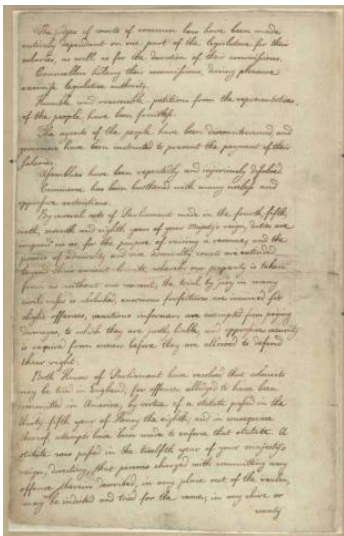 The Judges of courts of common law have been made
entirely dependant on one part of the legislature for their
salaries, as well as for the duration of their commissions.
Councellors holding their commissions, during pleasure
exercise legislative authority.
Humble and reasonable petitions from the representatives
of the people have been fruitless.
The agents of the people have been discountenanced, and
governors have been instructed to prevent the payment of their
salaries.
Assemblies have been repeatedly and injuriously dissolved.
Commerce has been burthened with many useless and
oppressive restrictions.
By several acts of Parliament made in the fourth, fifth,
sixth, seventh and eighth years of your Majesty's reign, duties are
imposed on us, for the purpose of raising a revenue, and the
powers of admiralty and vice admiralty courts are extended
beyond their ancient limits, whereby our property is taken
from us without our consent, the trial by jury in many
civil cases is abolished, enormous forfeitures are incurred for
slight offences, vexatious informers are exempted from paying
damages, to which they are justly liable, and oppressive security
is required from owners before they are allowed to defend
their right.
Both Houses of Parliament have resolved that colonists
may be tried in England, for offences alledged to have been
committed in America, by virtue of a statute passed in the
thirty fifth year of Henry the eighth; and in consequence
thereof, attempts have been made to enforce that statute. A
statute was passed in the twelfth year of your majesty's
reign, directing, that persons charged with committing any
offence therein described, in any place out of the realm,
may be indicted and tried for the same, in any shire or
county